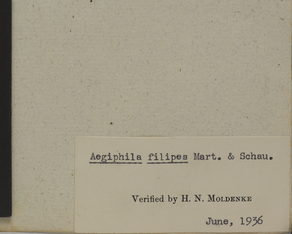 Aegiphila filipes Mart. & Schau.
Verified by H. N. MOLDENKE
June, 1936